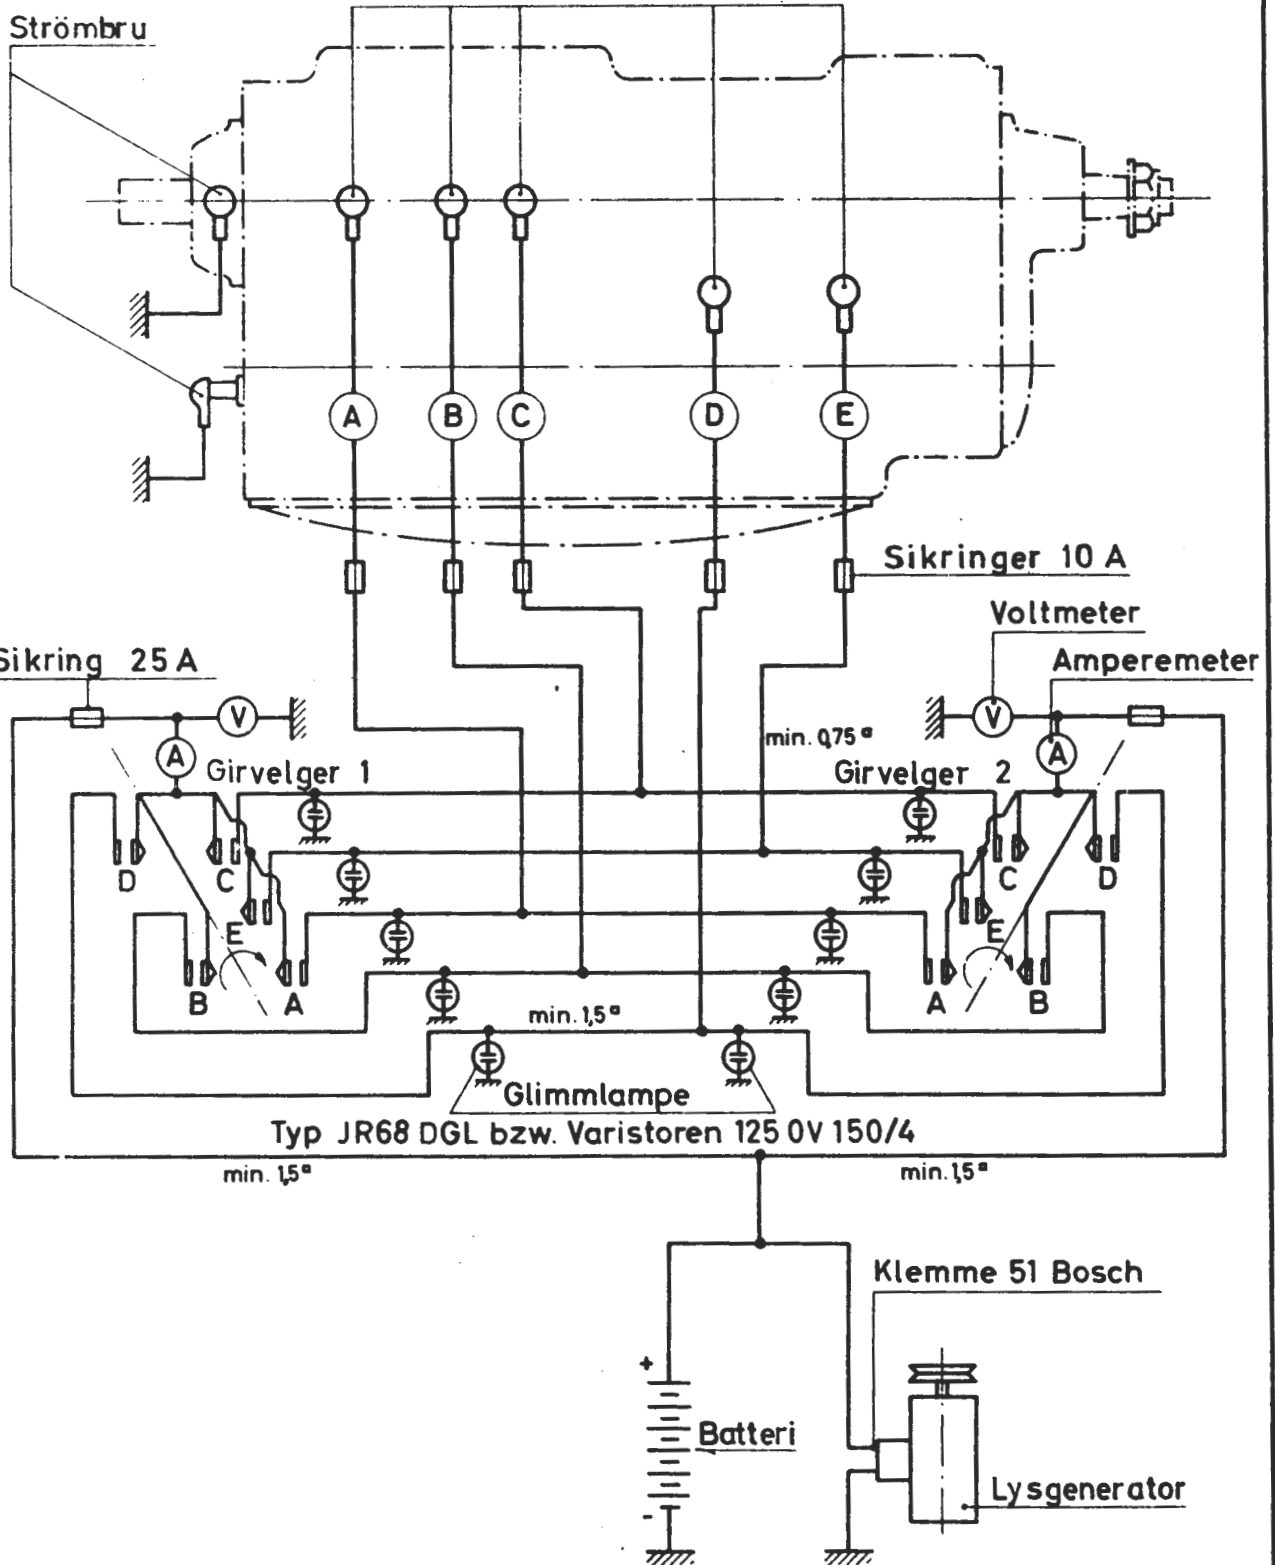 Strömbru
A
B
C
D
E
Sikringer 10 A
Voltmeter
Sikring 25 A
Amperemeter
V
V
A
A
min. 0,75▫
Girvelger 1
Girvelger 2
D
C
C
D
E
E
B
A
A
B
min. 1,5▫
Glimmlampe
Typ JR68 DGL bzw. Varistoren 125 0V 150/4
min. 1,5▫
min. 1,5▫
Klemme 51 Bosch
+
Batteri
-
Lysgenerator